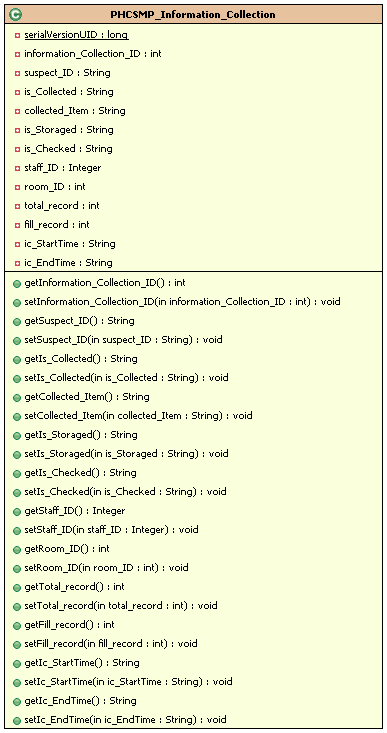 C PHCSMP_Information_Collection
serialVersionUID : long
information_Collection_ID : int
suspect_ID : String
is_Collected : String
collected_Item : String
is_Storaged : String
is_Checked : String
staff_ID : Integer
room_ID : int
total_record : int
fill_record : int
ic_StartTime : String
ic_EndTime : String
getInformation_Collection_ID() : int
setInformation_Collection_ID(in information_Collection_ID : int) : void
getSuspect_ID() : String
setSuspect_ID(in suspect_ID : String) : void
getIs_Collected() : String
setIs_Collected(in is_Collected : String) : void
getCollected_Item() : String
setCollected_Item(in collected_Item : String) : void
getIs_Storaged() : String
setIs_Storaged(in is_Storaged : String) : void
getIs_Checked() : String
setIs_Checked(in is_Checked : String) : void
getStaff_ID() : Integer
setStaff_ID(in staff_ID : Integer) : void
getRoom_ID() : int
setRoom_ID(in room_ID : int) : void
getTotal_record() : int
setTotal_record(in total_record : int) : void
getFill_record() : int
setFill_record(in fill_record : int) : void
getIc_StartTime() : String
setIc_StartTime(in ic_StartTime : String) : void
getIc_EndTime() : String
setIc_EndTime(in ic_EndTime : String) : void